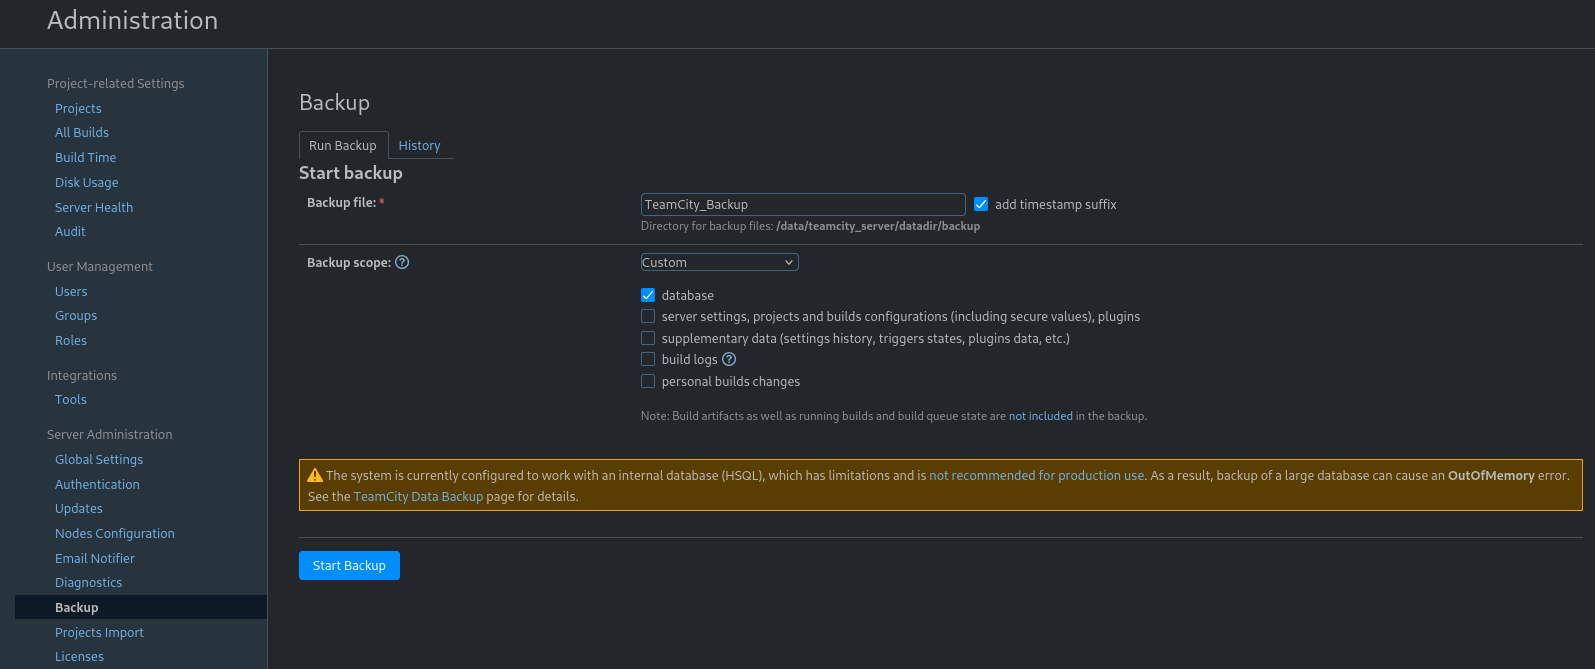 Administration
Project-related Settings
Projects
All Builds
Build Time
Disk Usage
Server Health
Audit
User Management
Users
Groups
Roles
Integrations
Tools
Server Administration
Global Settings
Authentication
Updates
Nodes Configuration
Email Notifier
Diagnostics
Backup
Projects Import
Licenses
Backup
Run Backup History
Start backup
Backup file: * TeamCity_Backup add timestamp suffix
Directory for backup files: /data/teamcity_server/datadir/backup
Backup scope: ? Custom
database
server settings, projects and builds configurations (including secure values), plugins
supplementary data (settings history, triggers states, plugins data, etc.)
build logs ?
personal builds changes
Note: Build artifacts as well as running builds and build queue state are not included in the backup.
The system is currently configured to work with an internal database (HSQL), which has limitations and is not recommended for production use. As a result, backup of a large database can cause an OutOfMemory error.
See the TeamCity Data Backup page for details.
Start Backup